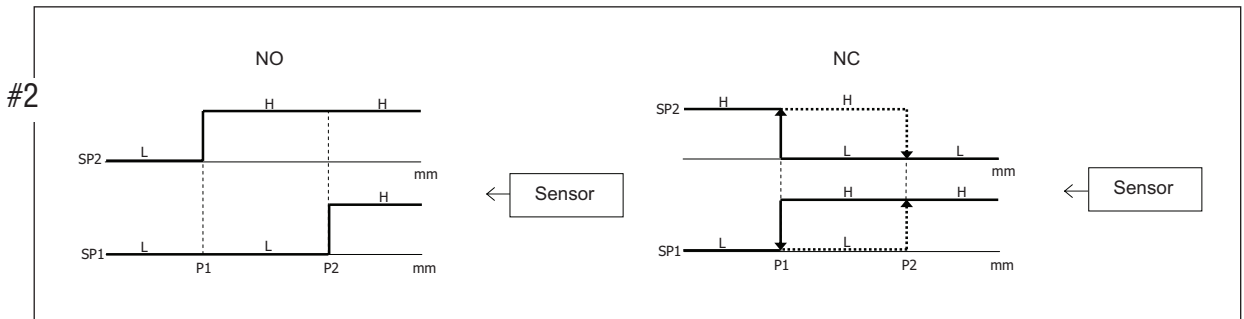 NO
NC
#2
H H
SP2 L
mm
H
SP1 L L
P1 P2 mm
Sensor
SP2 H H
L L
mm
H H
SP1 L L
P1 P2 mm
Sensor